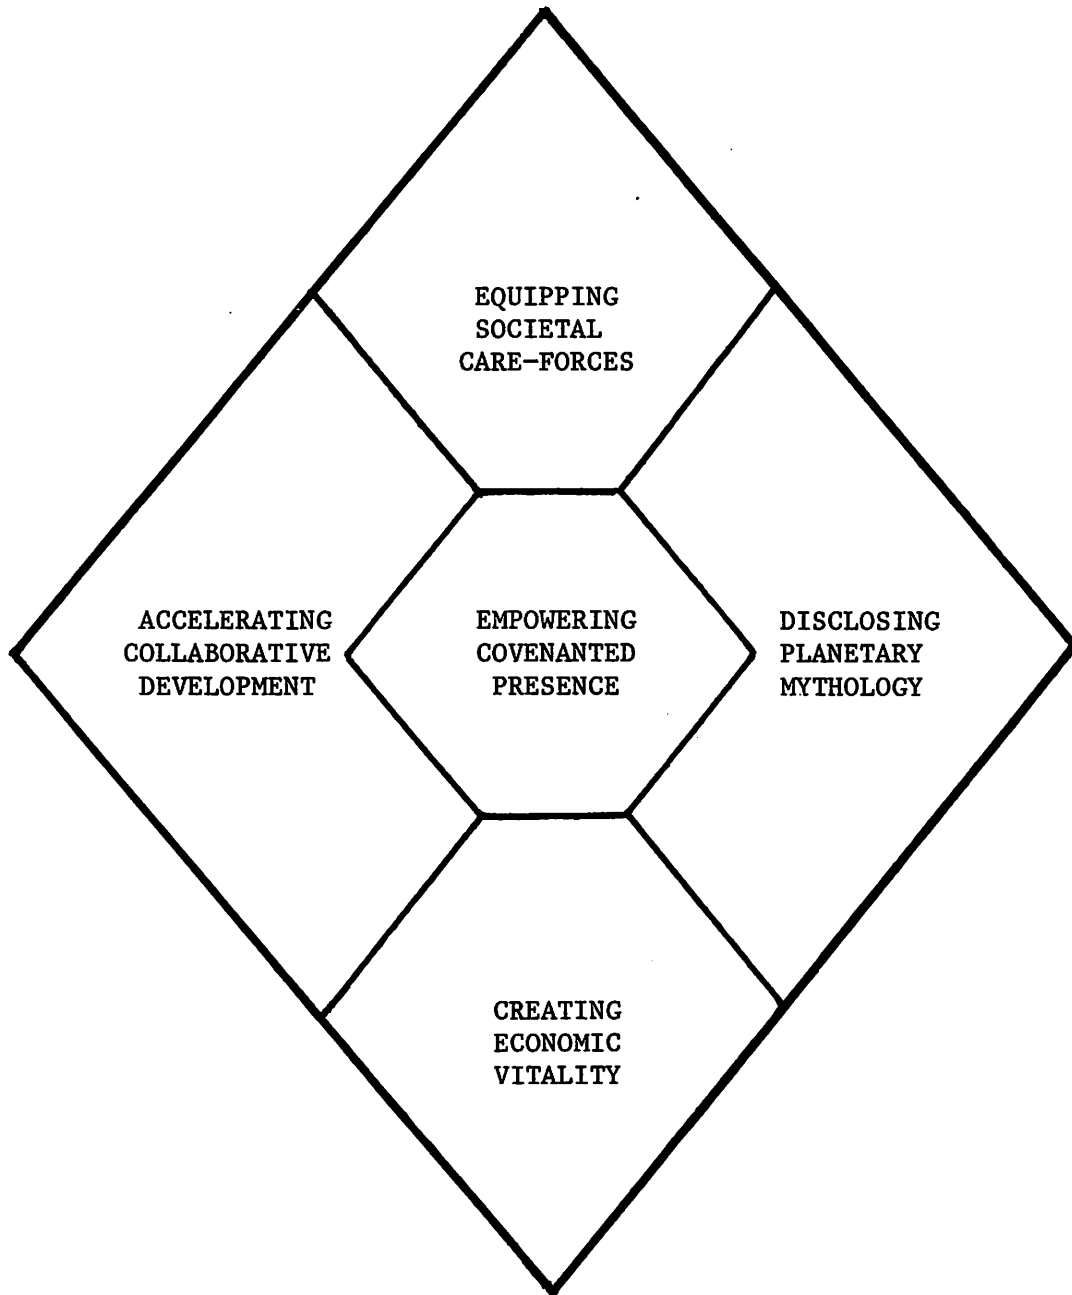 EQUIPPING
SOCIETAL
CARE-FORCES
ACCELERATING
COLLABORATIVE
DEVELOPMENT
EMPOWERING
COVENANTED
PRESENCE
DISCLOSING
PLANETARY
MYTHOLOGY
CREATING
ECONOMIC
VITALITY